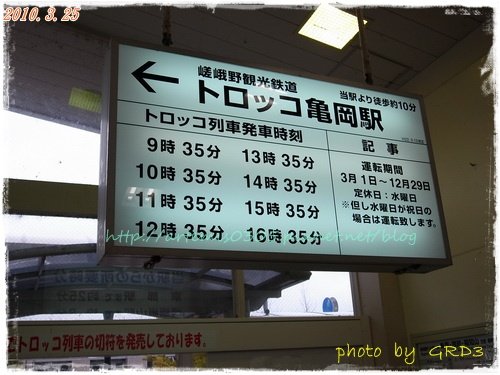 2010. 3. 25
嵯峨野観光鉄道
当駅より徒歩約10分
← トロッコ亀岡駅
トロッコ列車発車時刻
記事
9時 35分 13時 35分
10時 35分 14時 35分
11時 35分 15時 35分
12時 35分 16時 35分
運転期間
3月1日〜12月29日
定休日:水曜日
※但し水曜日が祝日の
場合は運転致します。
トロッコ列車の切符を発売しております。
photo by GRD3